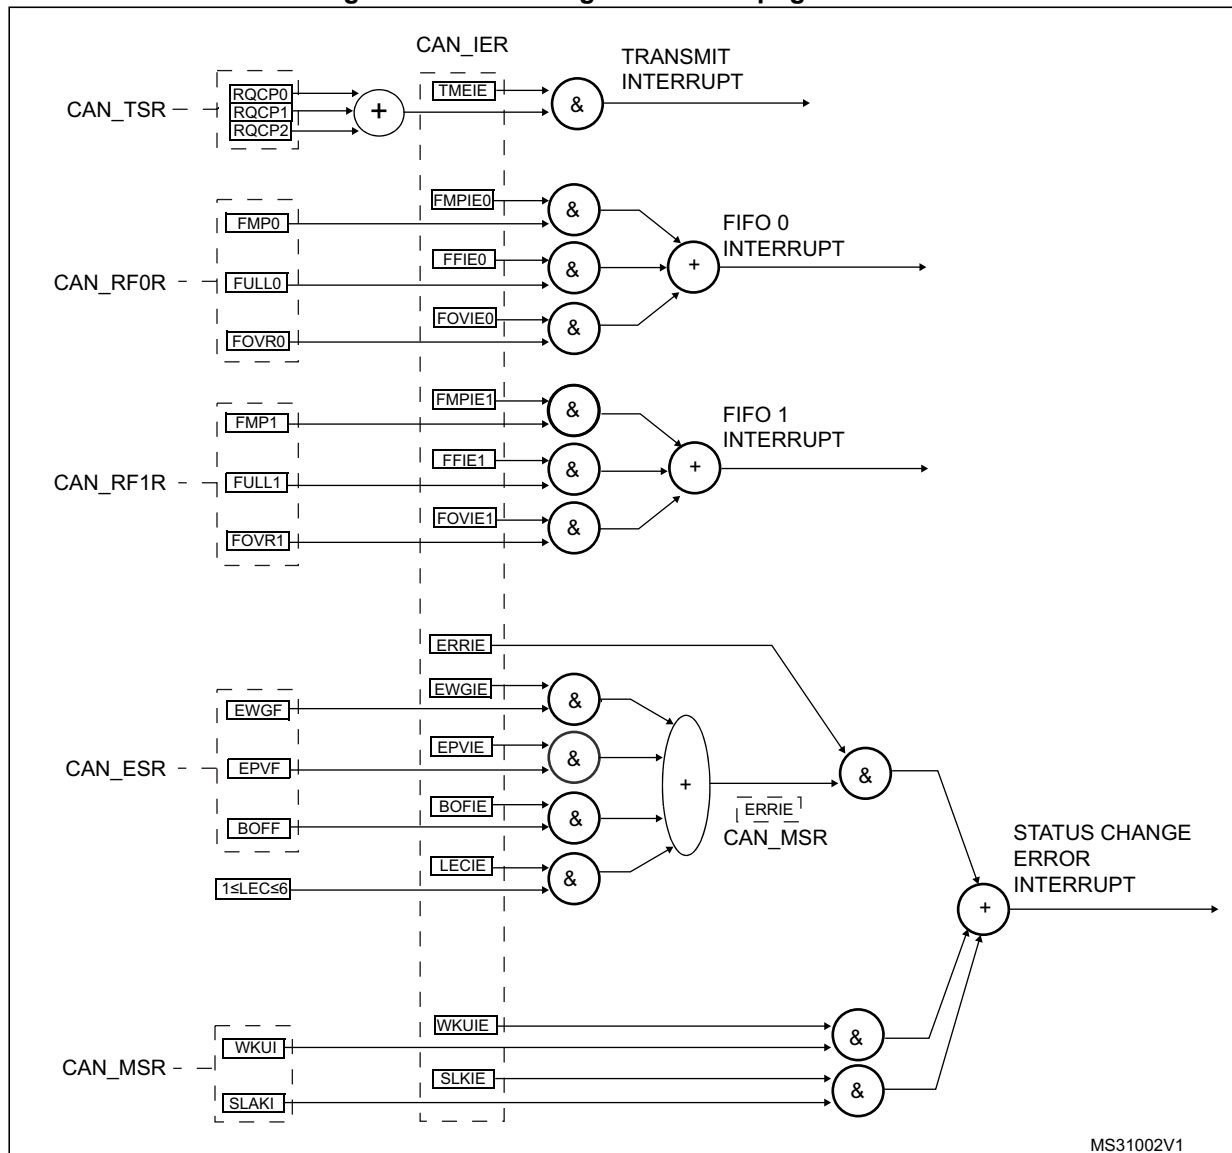 CAN_IER
TRANSMIT
INTERRUPT
CAN_TSR
RQCP0
RQCP1
RQCP2
+
TMEIE
&
FMPIE0
&
FMP0
FIFO 0
INTERRUPT
FFIE0
&
+
CAN_RF0R
FULL0
FOVIE0
&
FOVR0
FMPIE1
&
FMP1
FIFO 1
INTERRUPT
FFIE1
&
+
CAN_RF1R
FULL1
FOVIE1
&
FOVR1
ERRIE
EWGIE
&
EWGF
EPVIE
&
CAN_ESR
EPVF
+
&
BOFIE
&
ERRIE
CAN_MSR
BOFF
LECIE
&
1≤LEC≤6
STATUS CHANGE
ERROR
INTERRUPT
+
WKUIE
&
WKUI
CAN_MSR
SLKIE
&
SLAKI
MS31002V1